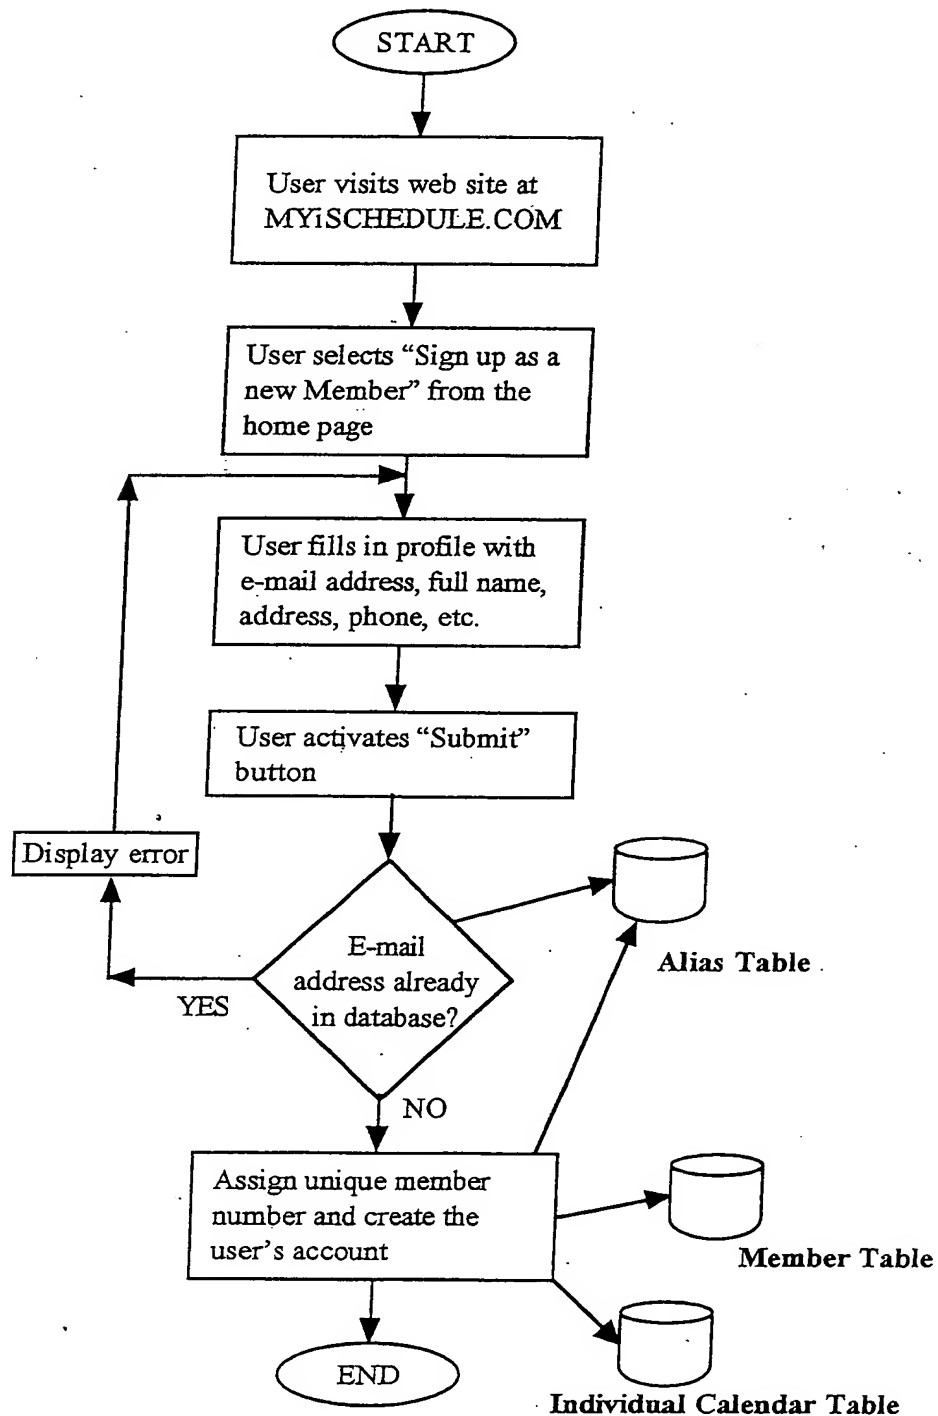 START
User visits web site at
MYiSCHEDULE.COM
User selects “Sign up as a
new Member” from the
home page
User fills in profile with
e-mail address, full name,
address, phone, etc.
User activates “Submit”
button
Display error
E-mail
address already
in database?
Alias Table
YES
NO
Assign unique member
number and create the
user’s account
Member Table
END
Individual Calendar Table